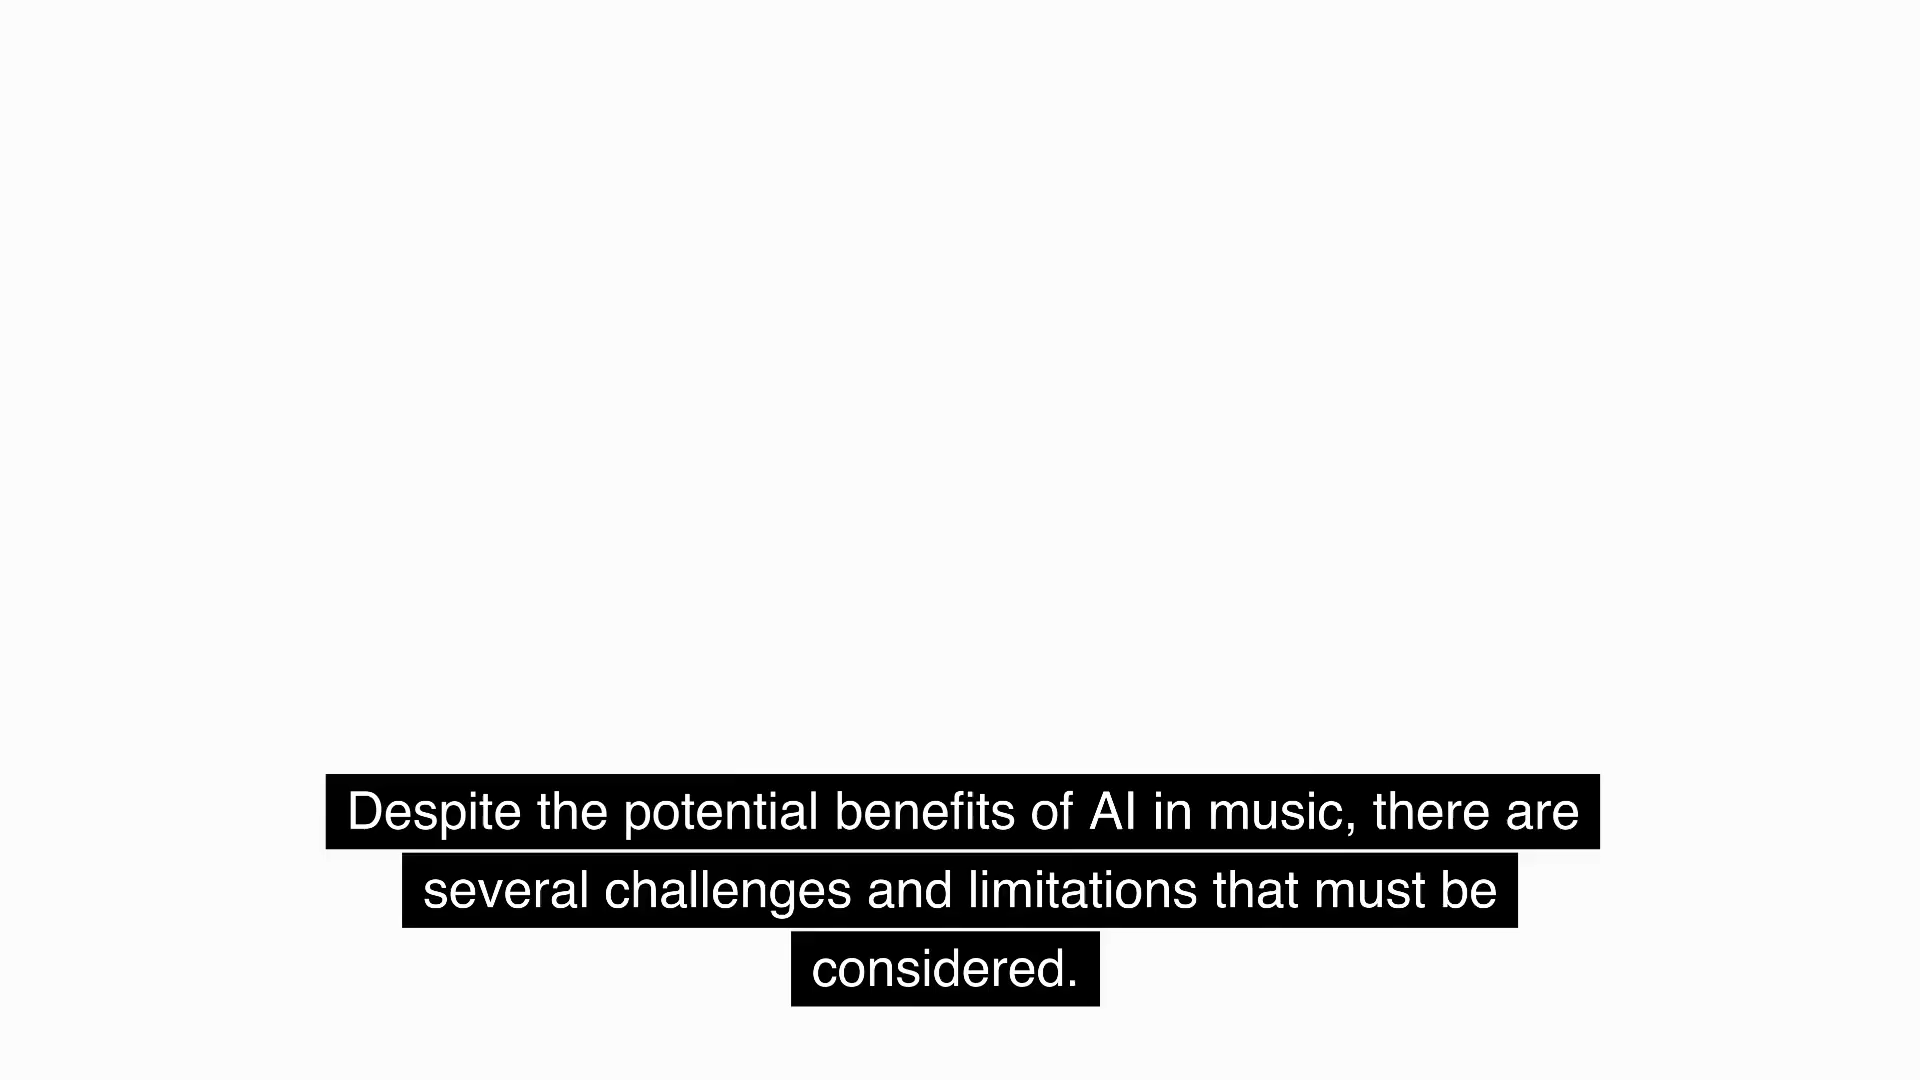 Despite the potential benefits of AI in music, there are
several challenges and limitations that must be
considered.